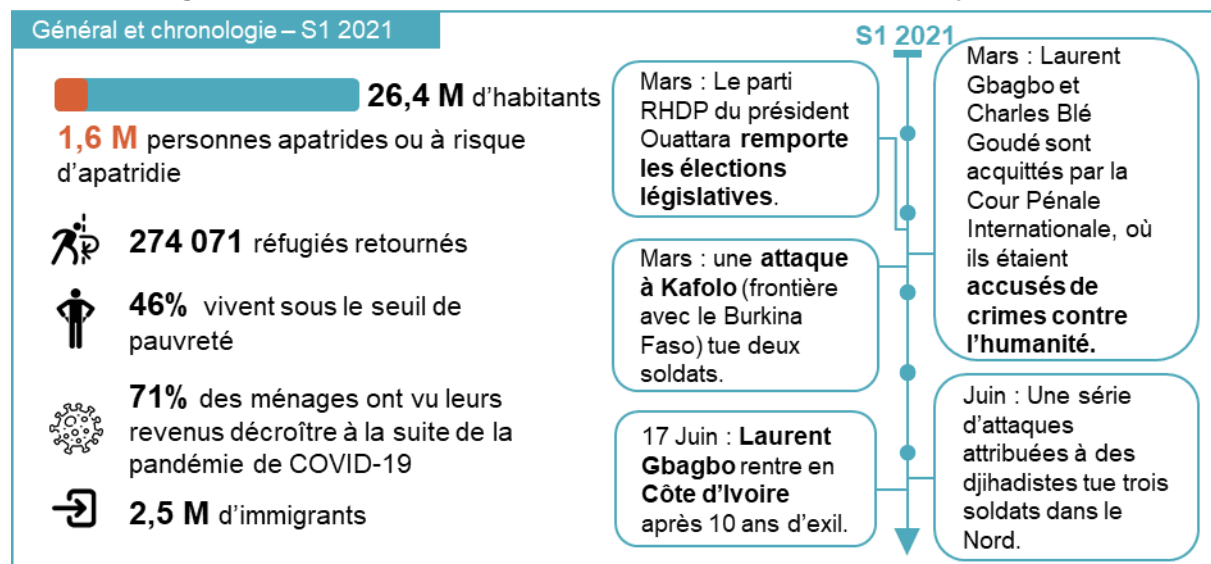 Général et chronologie – S1 2021
26,4 M d’habitants
1,6 M personnes apatrides ou à risque
d’apatridie
274 071 réfugiés retournés
46% vivent sous le seuil de
pauvreté
71% des ménages ont vu leurs
revenus décroître à la suite de la
pandémie de COVID-19
2,5 M d’immigrants
S1 2021
Mars : Le parti
RHDP du président
Ouattara remporte
les élections
législatives.
Mars : Laurent
Gbagbo et
Charles Blé
Goudé sont
acquittés par la
Cour Pénale
Internationale, où
ils étaient
accusés de
crimes contre
l’humanité.
Mars : une attaque
à Kafolo (frontière
avec le Burkina
Faso) tue deux
soldats.
Juin : Une série
d’attaques
attribuées à des
djihadistes tue trois
soldats dans le
Nord.
17 Juin : Laurent
Gbagbo rentre en
Côte d’Ivoire
après 10 ans d’exil.